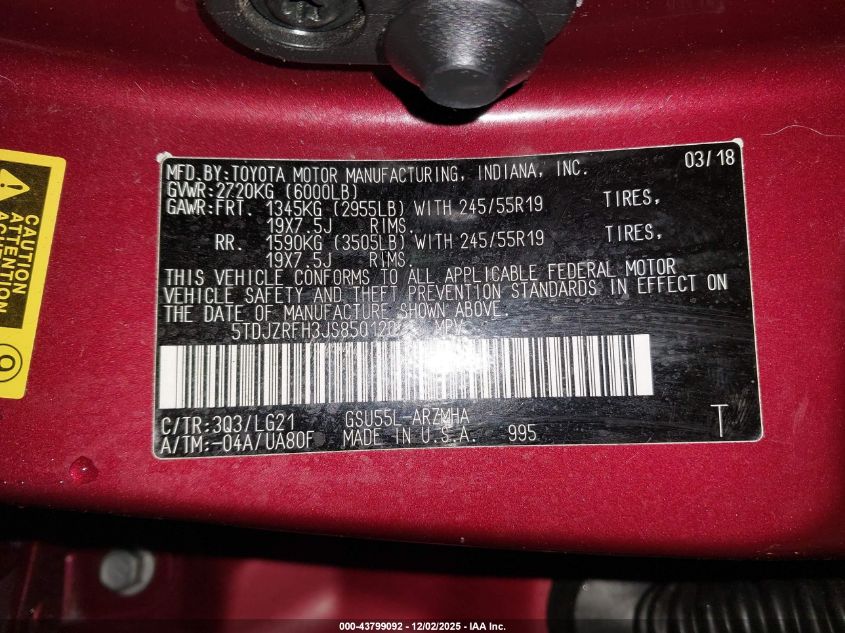 MFD.BY:TOYOTA MOTOR MANUFACTURING, INDIANA, INC. 03/18
GVWR:2720KG (6000LB)
GAWR:FRT. 1345KG (2955LB) WITH 245/55R19 TIRES,
19X7.5J RIMS,
RR. 1590KG (3505LB) WITH 245/55R19 TIRES,
19X7.5J RIMS,
THIS VEHICLE CONFORMS TO ALL APPLICABLE FEDERAL MOTOR
VEHICLE SAFETY AND THEFT PREVENTION STANDARDS IN EFFECT ON
THE DATE OF MANUFACTURE SHOWN ABOVE.
MPV
C/TR:3Q3/LG21 GSU55L-ARZMHA
A/TM:-04A/UA80F MADE IN U.S.A. 995
T
CAUTION
ATTENTION
ACTION
000-43799092 - 12/02/2025 - IAA Inc.